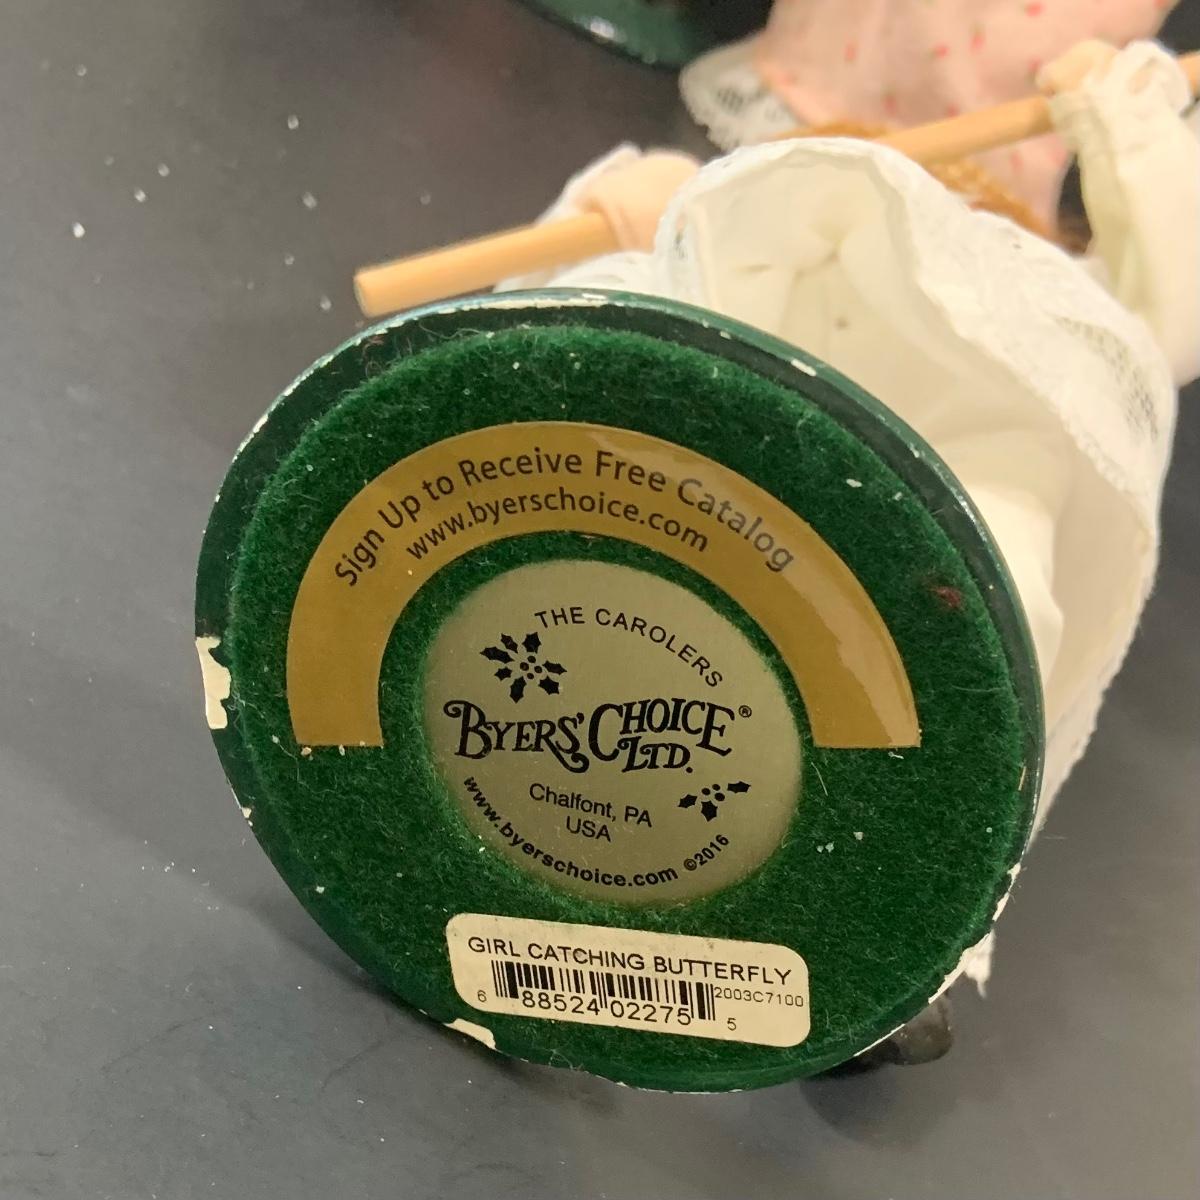 Sign Up to Receive Free Catalog
www.byerschoice.com
THE CAROLERS
BYERS' CHOICE®
LTD.
Chalfont, PA
USA
www.byerschoice.com ©2016
GIRL CATCHING BUTTERFLY
2003C7100
6 88524 02275 5